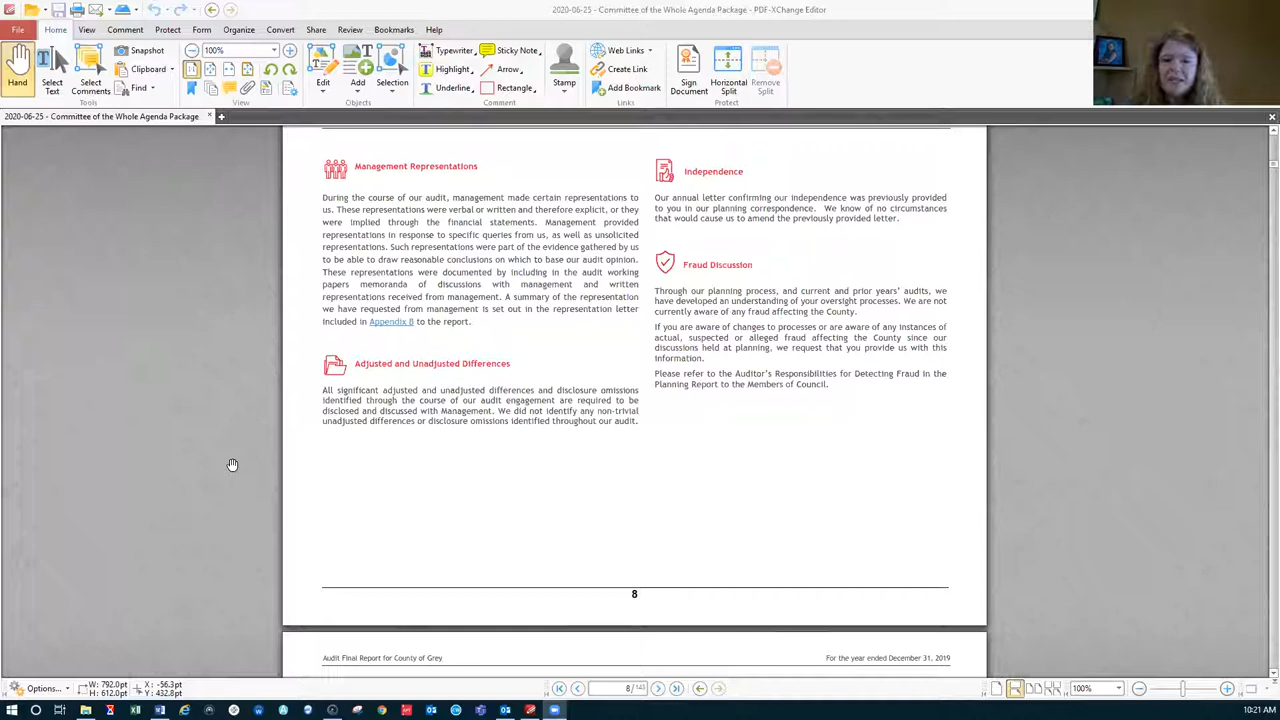 2020-06-25 - Committee of the Whole Agenda Package - PDF-XChange Editor
File Home View Comment Protect Form Organize Convert Share Review Bookmarks Help
Hand
Select Text
Select Comments
Snapshot
Clipboard
Find
Tools
100%
View
Edit
Add
Selection
Objects
Typewriter
Highlight
Underline
Sticky Note
Arrow
Rectangle
Comment
Stamp
Web Links
Create Link
Add Bookmark
Links
Sign Document
Horizontal Split
Remove Split
Protect
2020-06-25 - Committee of the Whole Agenda Package
Management Representations
During the course of our audit, management made certain representations to
us. These representations were verbal or written and therefore explicit, or they
were implied through the financial statements. Management provided
representations in response to specific queries from us, as well as unsolicited
representations. Such representations were part of the evidence gathered by us
to be able to draw reasonable conclusions on which to base our audit opinion.
These representations were documented by including in the audit working
papers memoranda of discussions with management and written
representations received from management. A summary of the representation
we have requested from management is set out in the representation letter
included in Appendix B to the report.
Adjusted and Unadjusted Differences
All significant adjusted and unadjusted differences and disclosure omissions
identified through the course of our audit engagement are required to be
disclosed and discussed with Management. We did not identify any non-trivial
unadjusted differences or disclosure omissions identified throughout our audit.
Independence
Our annual letter confirming our independence was previously provided
to you in our planning correspondence. We know of no circumstances
that would cause us to amend the previously provided letter.
Fraud Discussion
Through our planning process, and current and prior years' audits, we
have developed an understanding of your oversight processes. We are not
currently aware of any fraud affecting the County.
If you are aware of changes to processes or are aware of any instances of
actual, suspected or alleged fraud affecting the County since our
discussions held at planning, we request that you provide us with this
information.
Please refer to the Auditor's Responsibilities for Detecting Fraud in the
Planning Report to the Members of Council.
8
Audit Final Report for County of Grey
For the year ended December 31, 2019
Options...
W: 792.0pt
H: 612.0pt
X: -56.3pt
Y: 432.8pt
8 / 143
100%
10:21 AM